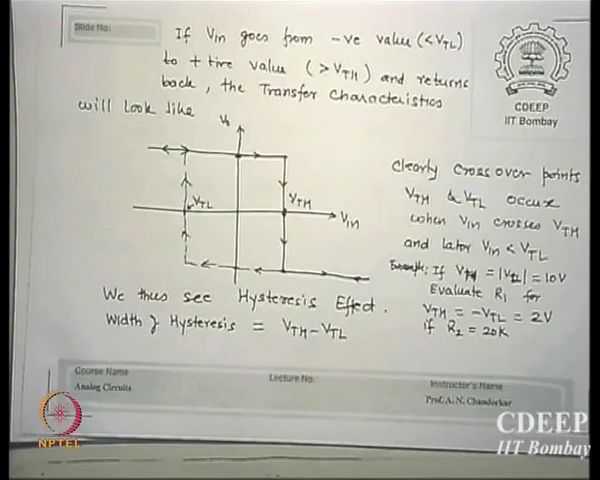 Slide No:
If Vin goes from -ve value (<VTL)
to +tive value (>VTH) and returns
back, the Transfer Characteristics
will look like
CDEEP
IIT Bombay
Vo
VTL
VTH
Vin
Clearly Cross over points
VTH & VTL occur
when Vin crosses VTH
and later Vin < VTL
Example: If VTH = |VTL| = 10V
Evaluate R1 for
VTH = -VTL = 2V
if R2 = 20K
We thus see Hysteresis Effect.
Width of Hysteresis = VTH - VTL
Course Name
Analog Circuits
Lecture No.
Instructor's Name
Prof. A. N. Chandorkar
NPTEL
CDEEP
IIT Bombay